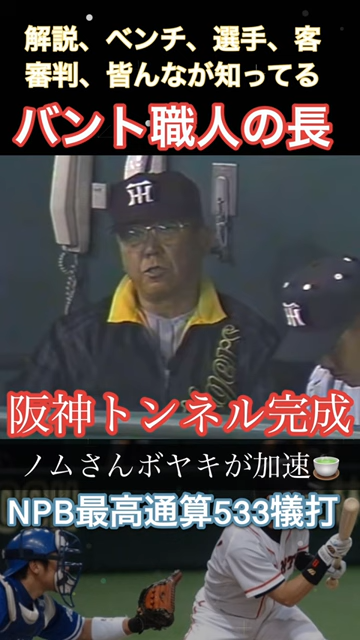 解説、ベンチ、選手、客
審判、皆んなが知ってる
バント職人の長
阪神トンネル完成
ノムさんボヤキが加速🍵
NPB最高通算533犠打